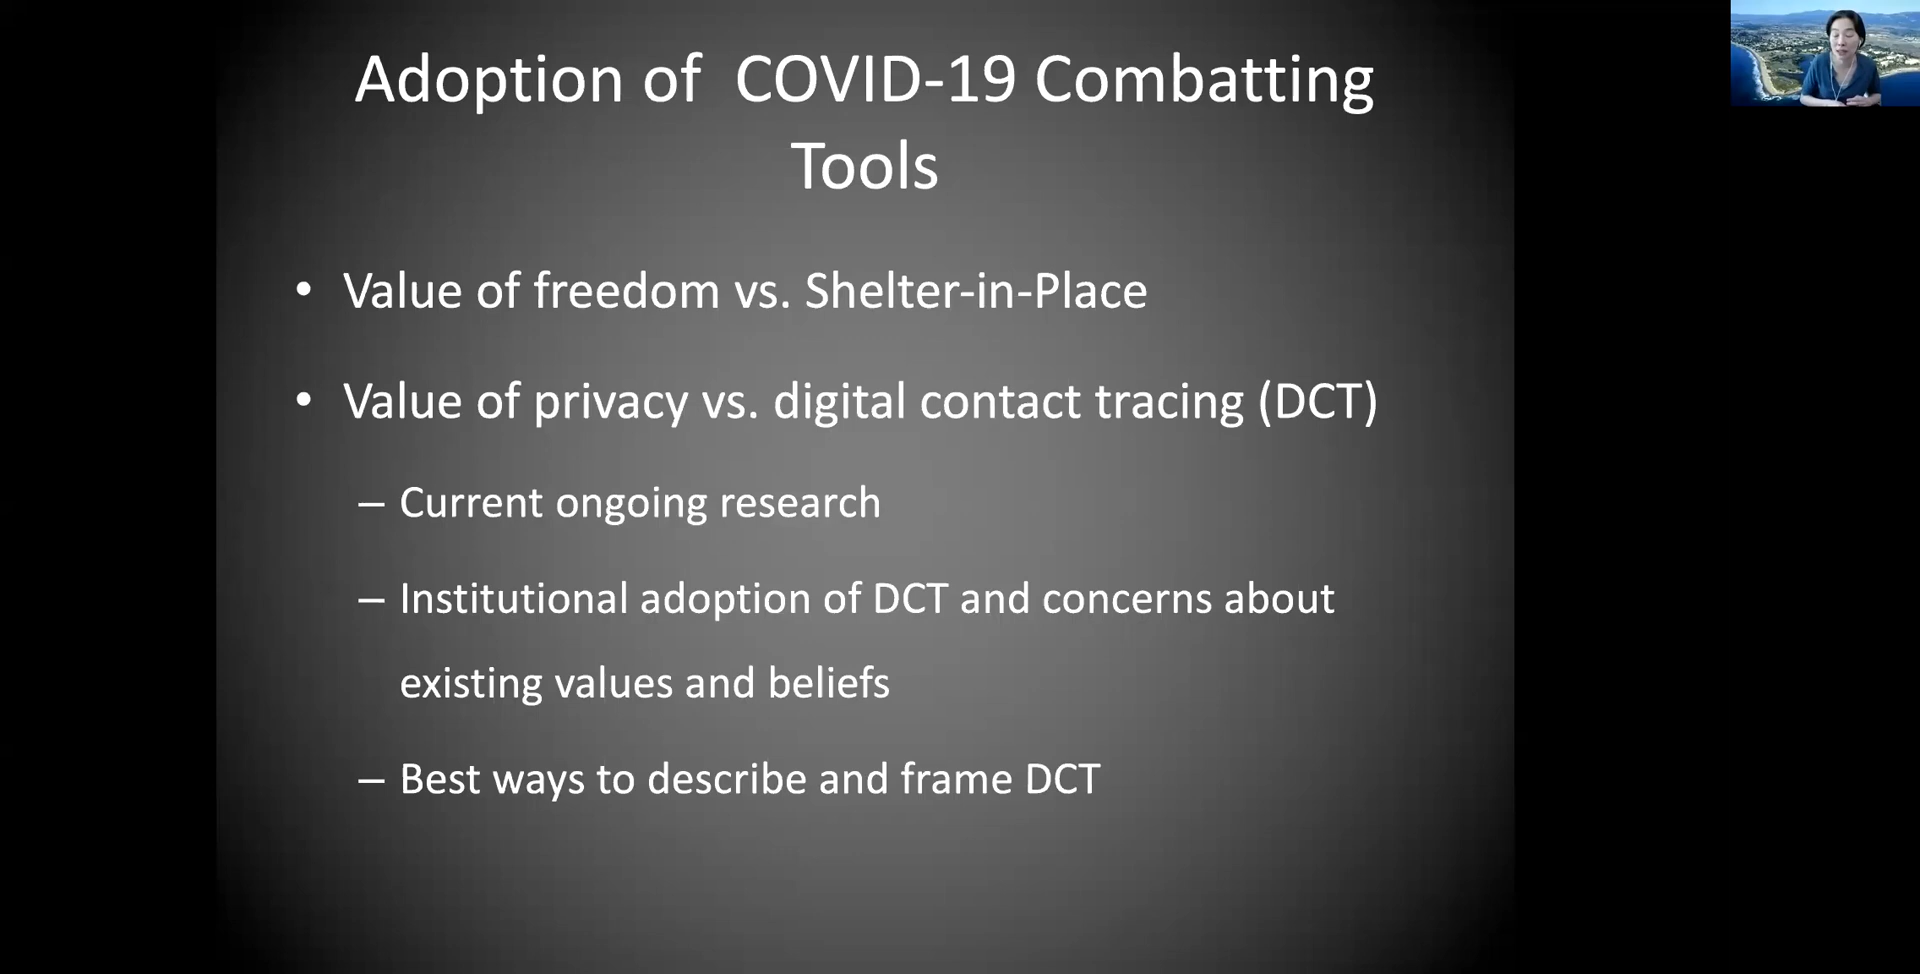 Adoption of COVID-19 Combatting
Tools
• Value of freedom vs. Shelter-in-Place
• Value of privacy vs. digital contact tracing (DCT)
– Current ongoing research
– Institutional adoption of DCT and concerns about
existing values and beliefs
– Best ways to describe and frame DCT